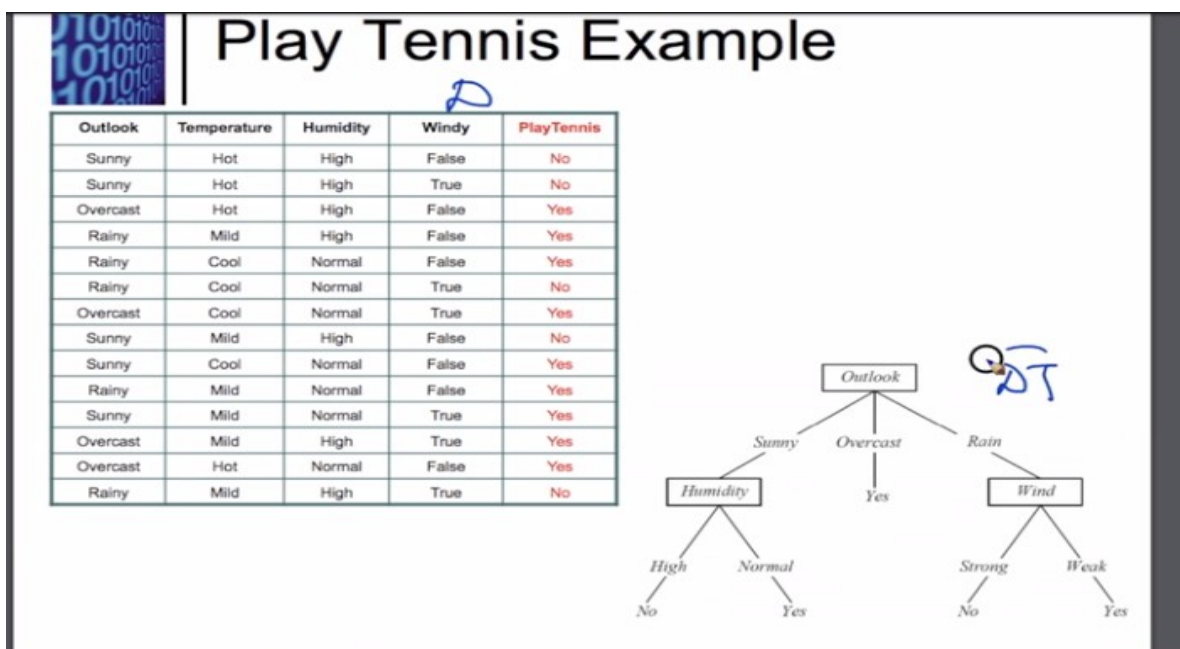 Play Tennis Example
D
Outlook Temperature Humidity Windy PlayTennis
Sunny Hot High False No
Sunny Hot High True No
Overcast Hot High False Yes
Rainy Mild High False Yes
Rainy Cool Normal False Yes
Rainy Cool Normal True No
Overcast Cool Normal True Yes
Sunny Mild High False No
Sunny Cool Normal False Yes
Rainy Mild Normal False Yes
Sunny Mild Normal True Yes
Overcast Mild High True Yes
Overcast Hot Normal False Yes
Rainy Mild High True No
DT
Outlook
Sunny Overcast Rain
Humidity Yes Wind
High Normal Strong Weak
No Yes No Yes